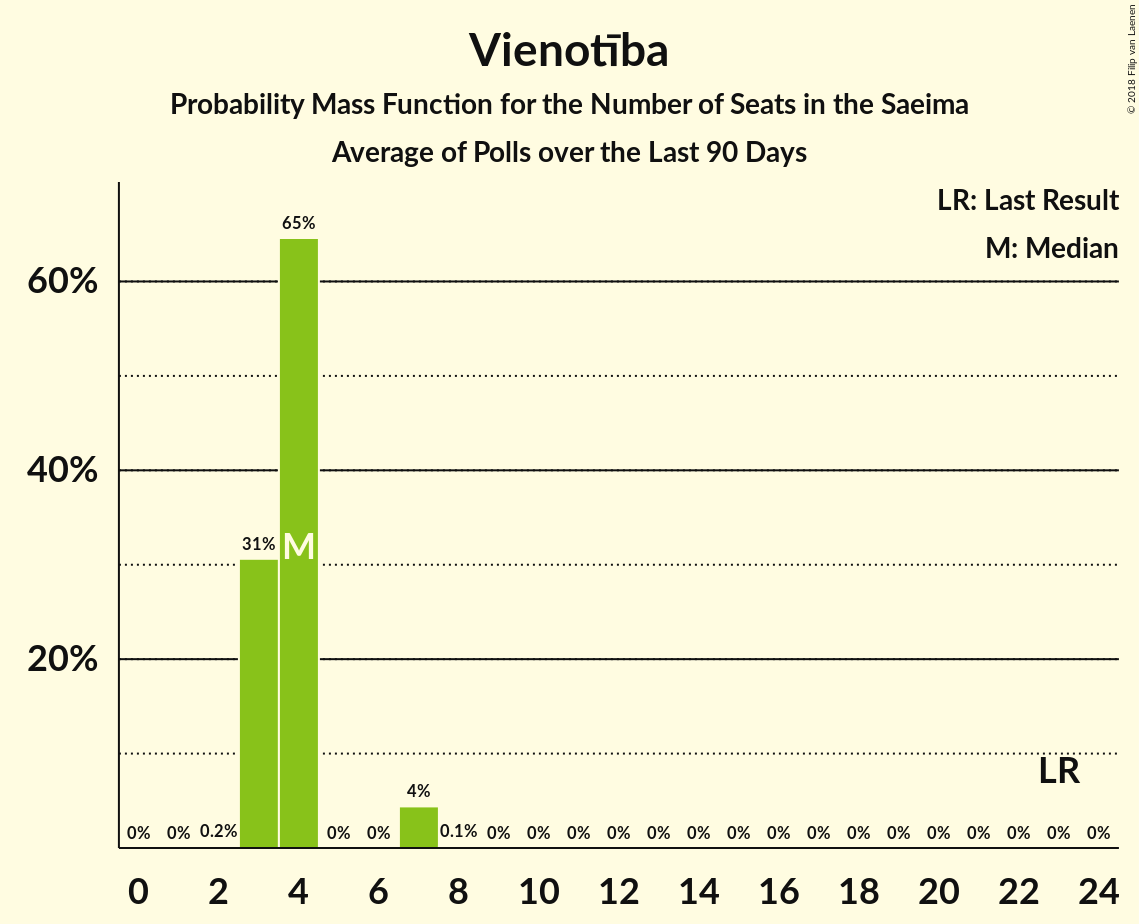 Vienotība
Probability Mass Function for the Number of Seats in the Saeima
Average of Polls over the Last 90 Days
© 2018 Filip van Laenen
LR: Last Result
M: Median
60%
40%
20%
0% 0% 0.2% 31% 65% 0% 0% 4% 0.1% 0% 0% 0% 0% 0% 0% 0% 0% 0% 0% 0% 0% 0% 0% 0% 0%
M
LR
0 2 4 6 8 10 12 14 16 18 20 22 24